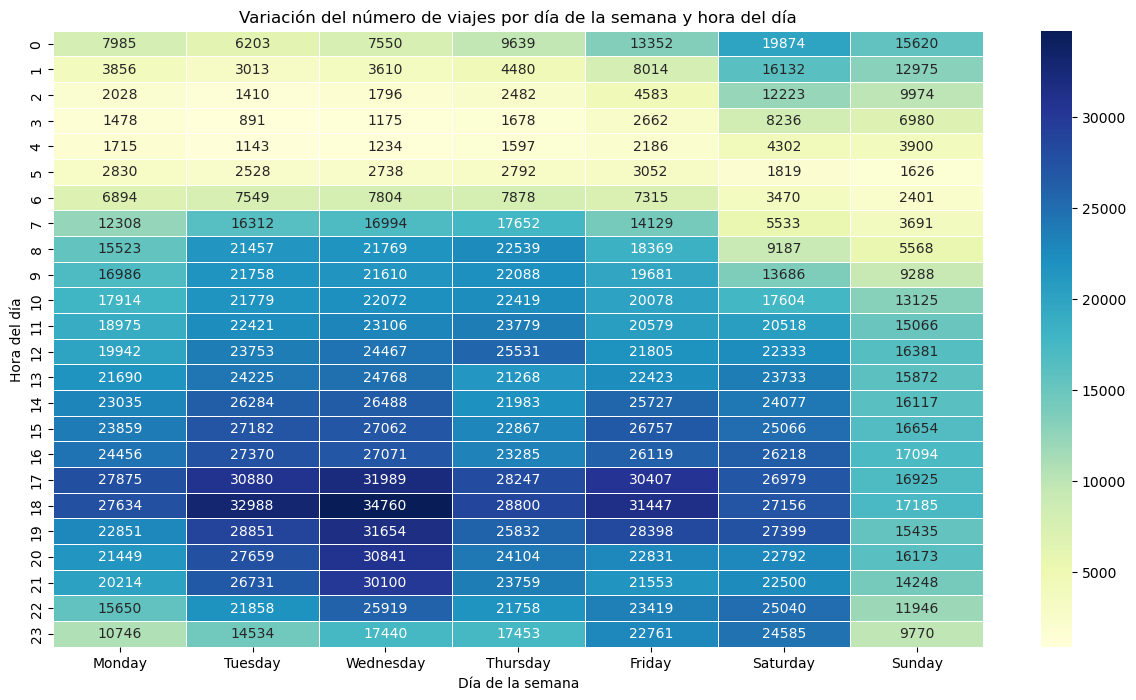 Variación del número de viajes por día de la semana y hora del día
Hora del día
0 7985 6203 7550 9639 13352 19874 15620
1 3856 3013 3610 4480 8014 16132 12975
2 2028 1410 1796 2482 4583 12223 9974
3 1478 891 1175 1678 2662 8236 6980
4 1715 1143 1234 1597 2186 4302 3900
5 2830 2528 2738 2792 3052 1819 1626
6 6894 7549 7804 7878 7315 3470 2401
7 12308 16312 16994 17652 14129 5533 3691
8 15523 21457 21769 22539 18369 9187 5568
9 16986 21758 21610 22088 19681 13686 9288
10 17914 21779 22072 22419 20078 17604 13125
11 18975 22421 23106 23779 20579 20518 15066
12 19942 23753 24467 25531 21805 22333 16381
13 21690 24225 24768 21268 22423 23733 15872
14 23035 26284 26488 21983 25727 24077 16117
15 23859 27182 27062 22867 26757 25066 16654
16 24456 27370 27071 23285 26119 26218 17094
17 27875 30880 31989 28247 30407 26979 16925
18 27634 32988 34760 28800 31447 27156 17185
19 22851 28851 31654 25832 28398 27399 15435
20 21449 27659 30841 24104 22831 22792 16173
21 20214 26731 30100 23759 21553 22500 14248
22 15650 21858 25919 21758 23419 25040 11946
23 10746 14534 17440 17453 22761 24585 9770
Monday Tuesday Wednesday Thursday Friday Saturday Sunday
Día de la semana
30000
25000
20000
15000
10000
5000